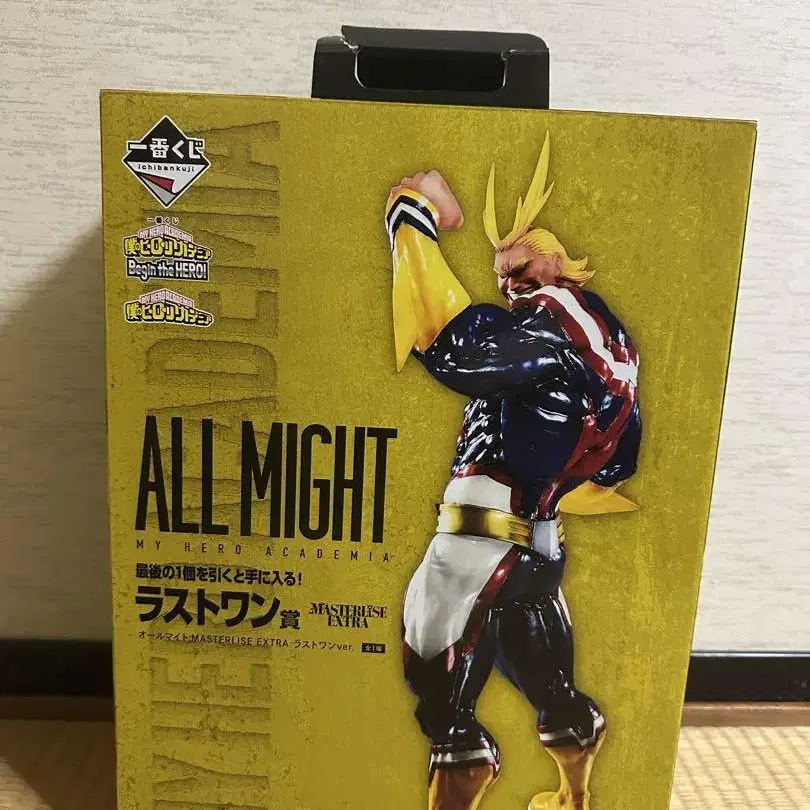 一番くじ
ichibankuji
一番くじ
MY HERO ACADEMIA
僕のヒーローアカデミア
Begin the HERO!
MY HERO ACADEMIA
僕のヒーローアカデミア
ALL MIGHT
MY HERO ACADEMIA
最後の1個を引くと手に入る!
ラストワン賞
MASTERLISE
EXTRA
オールマイト;MASTERLISE EXTRA ラストワンver.
全1種